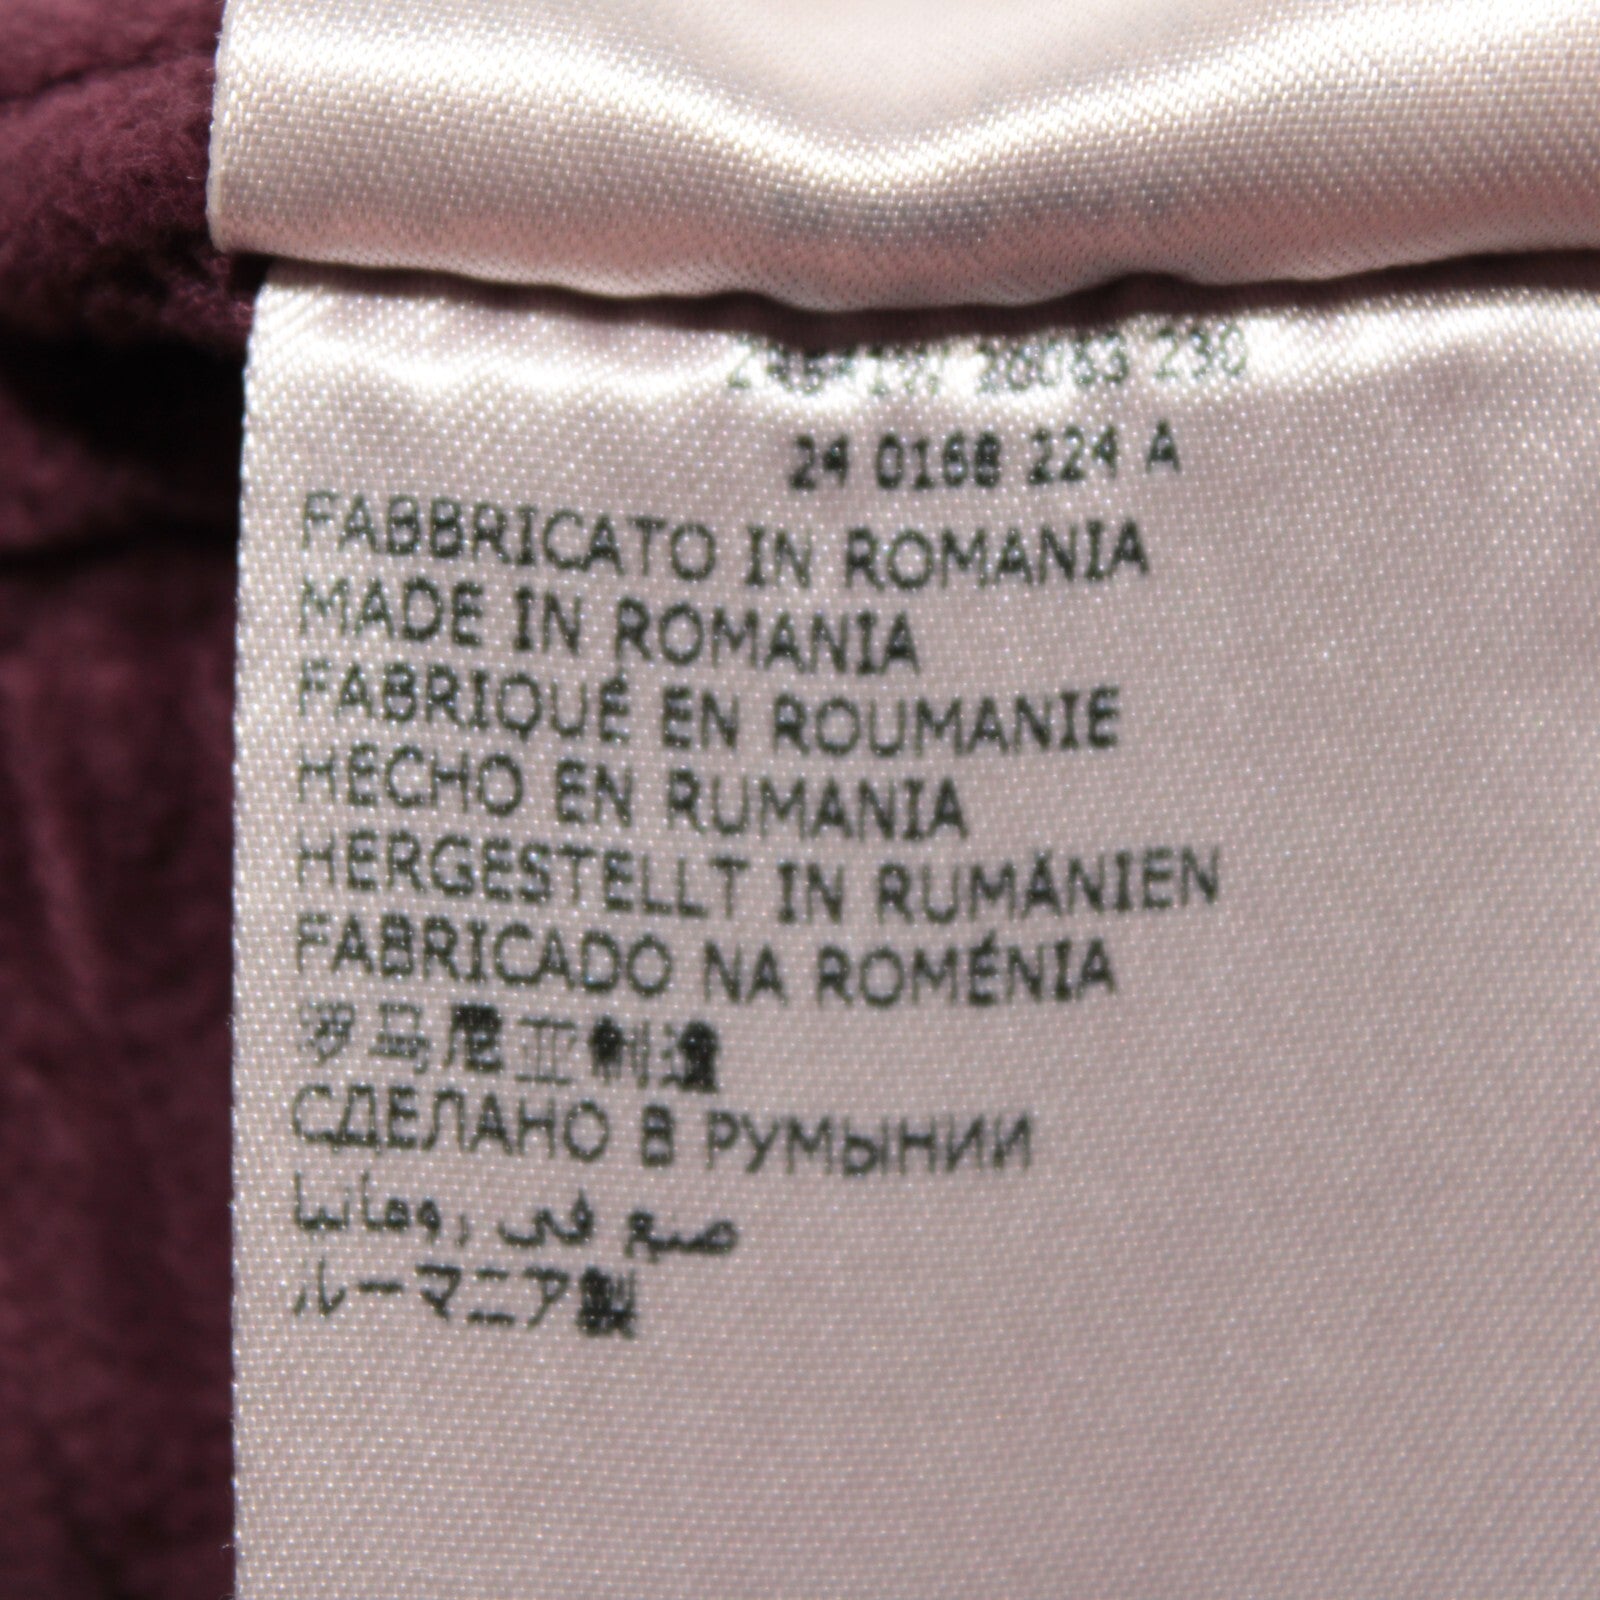 230
24 0168 224 A
FABBRICATO IN ROMANIA
MADE IN ROMANIA
FABRIQUÉ EN ROUMANIE
HECHO EN RUMANIA
HERGESTELLT IN RUMÄNIEN
FABRICADO NA ROMÉNIA
罗马尼亚制造
СДЕЛАНО В РУМЫНИИ
صنع في رومانيا
ルーマニア製